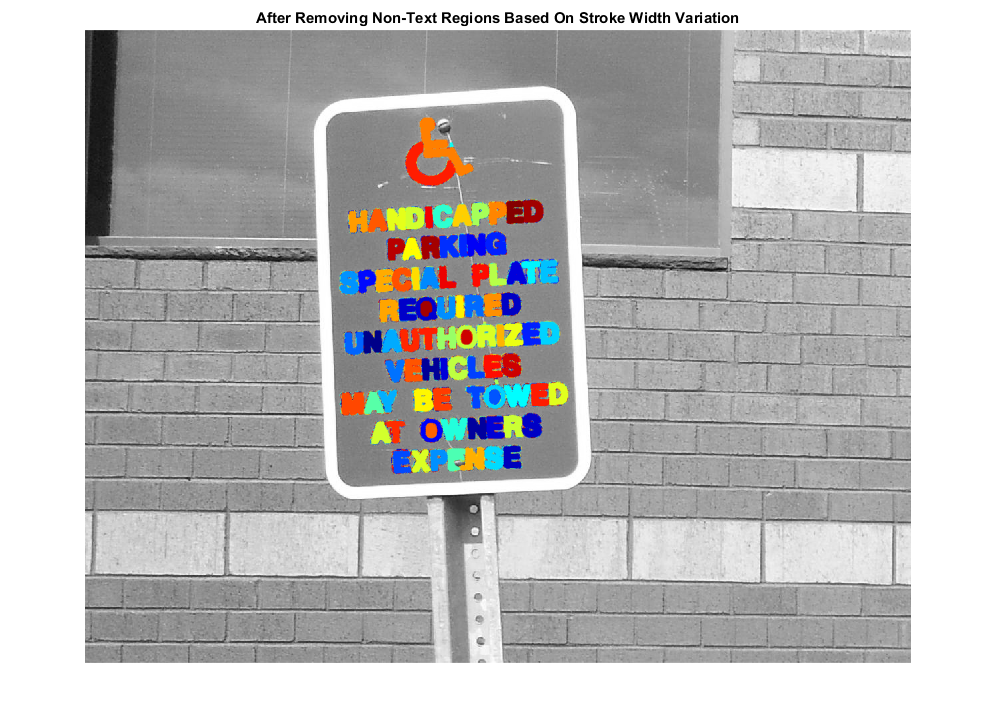 After Removing Non-Text Regions Based On Stroke Width Variation
HANDICAPPED
PARKING
SPECIAL PLATE
REQUIRED
UNAUTHORIZED
VEHICLES
MAY BE TOWED
AT OWNERS
EXPENSE